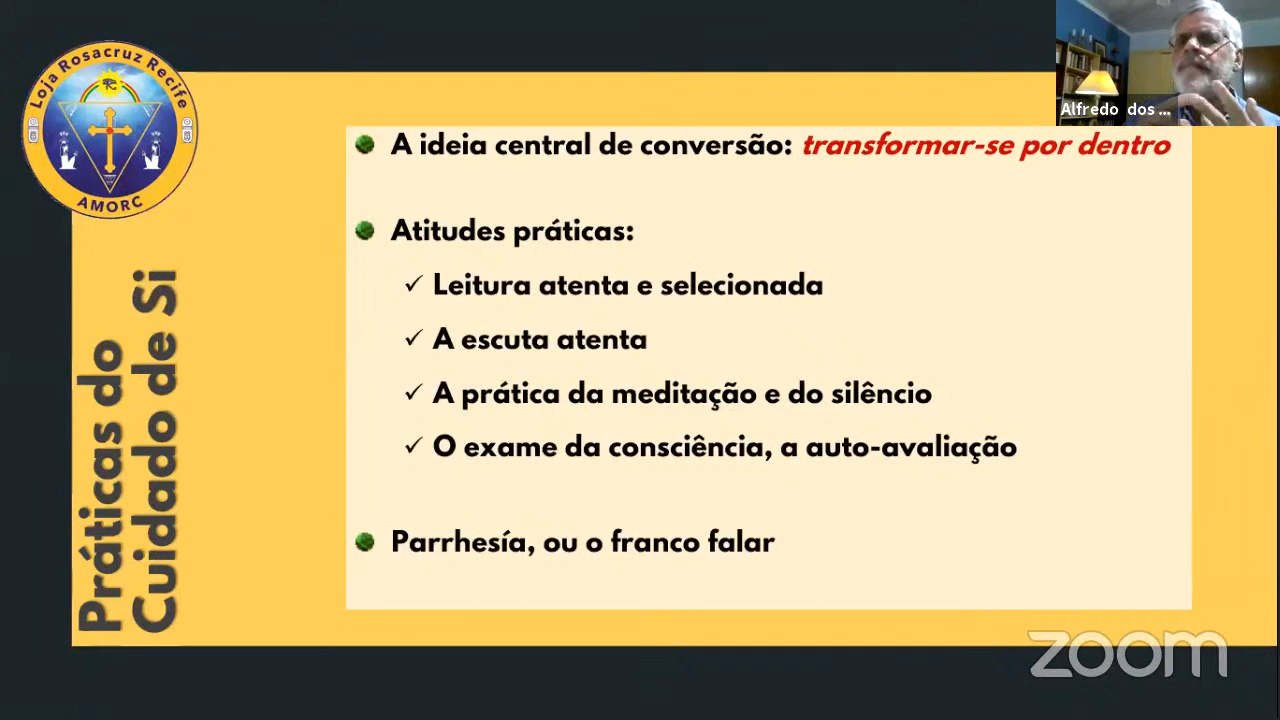 Loja Rosacruz Recife
AMORC
Alfredo dos ...
Práticas do
Cuidado de Si
A ideia central de conversão: transformar-se por dentro
Atitudes práticas:
Leitura atenta e selecionada
A escuta atenta
A prática da meditação e do silêncio
O exame da consciência, a auto-avaliação
Parrhesía, ou o franco falar
zoom